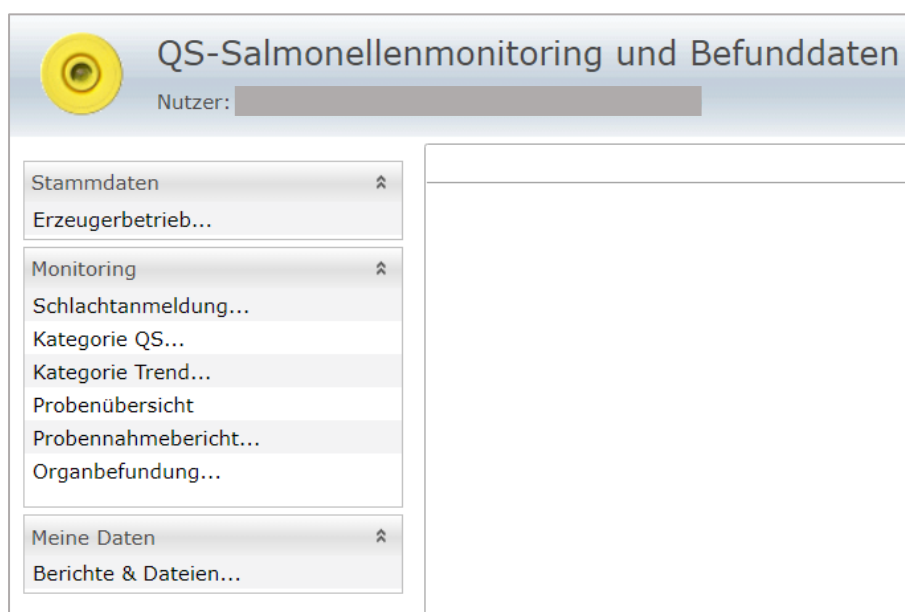 QS-Salmonellenmonitoring und Befunddaten
Nutzer:
Stammdaten
Erzeugerbetrieb...
Monitoring
Schlachtanmeldung...
Kategorie QS...
Kategorie Trend...
Probenübersicht
Probennahmebericht...
Organbefundung...
Meine Daten
Berichte & Dateien...